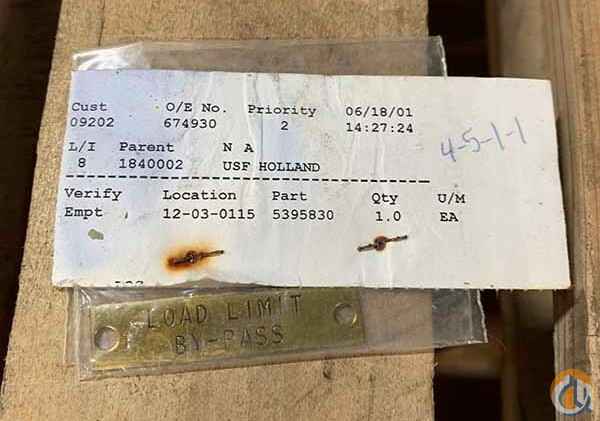 Cust O/E No. Priority 06/18/01
09202 674930 2 14:27:24
4-5-1-1
L/I Parent N A
8 1840002 USF HOLLAND
Verify Location Part Qty U/M
Empt 12-03-0115 5395830 1.0 EA
LOAD LIMIT
BY-PASS